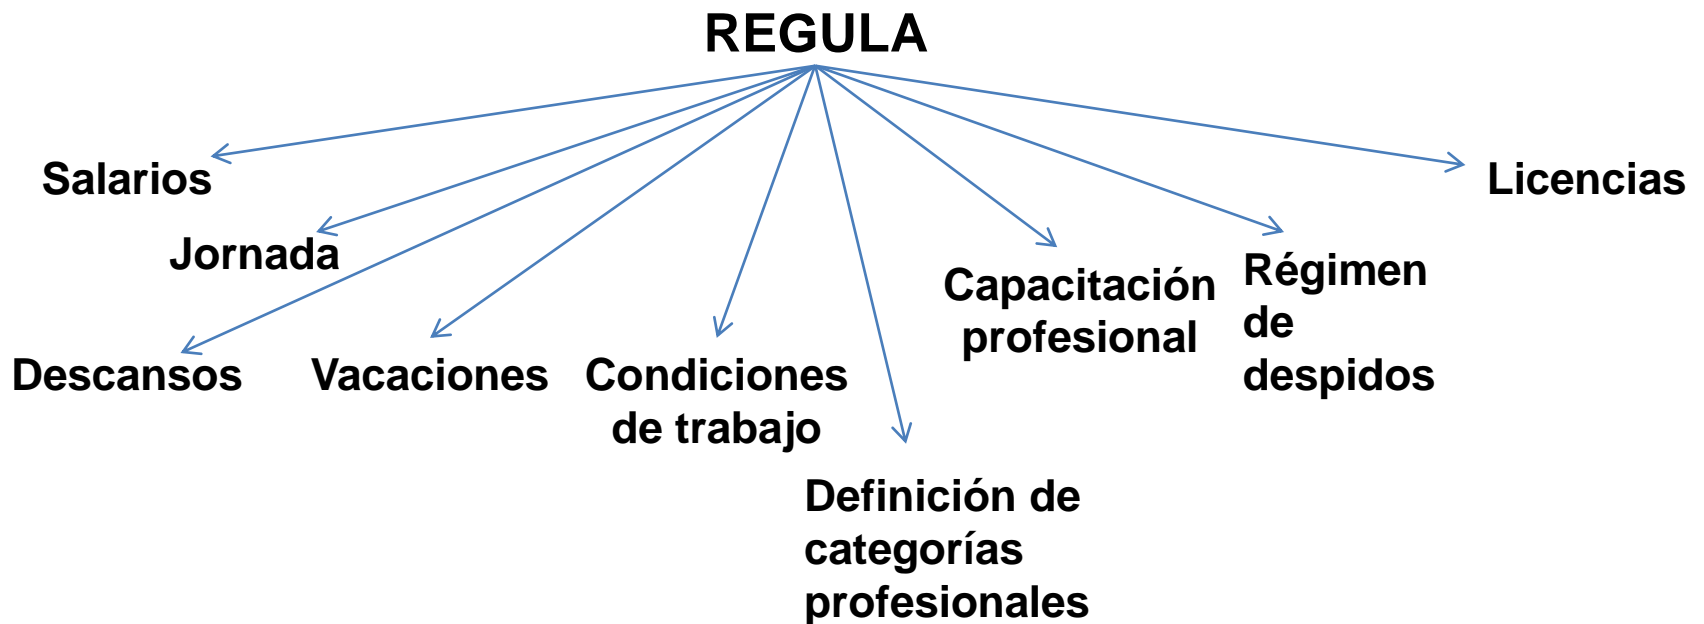 REGULA
Salarios
Licencias
Jornada
Capacitación
profesional
Régimen
de
despidos
Descansos
Vacaciones
Condiciones
de trabajo
Definición de
categorías
profesionales